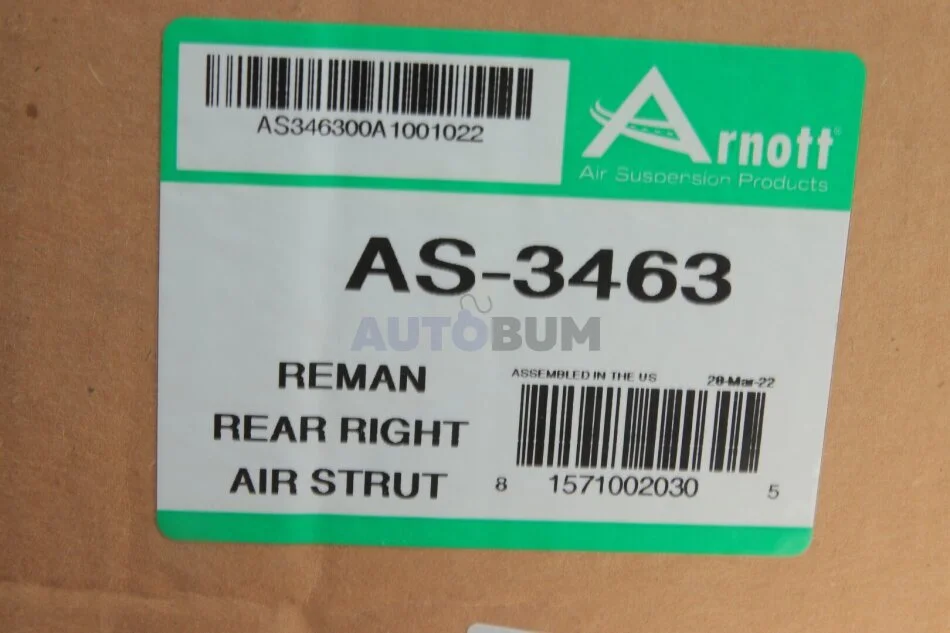 AS346300A1001022
Arnott®
Air Suspension Products
AS-3463
AUTOBUM
REMAN
REAR RIGHT
AIR STRUT
ASSEMBLED IN THE US 28-Mar-22
8 1571002030 5